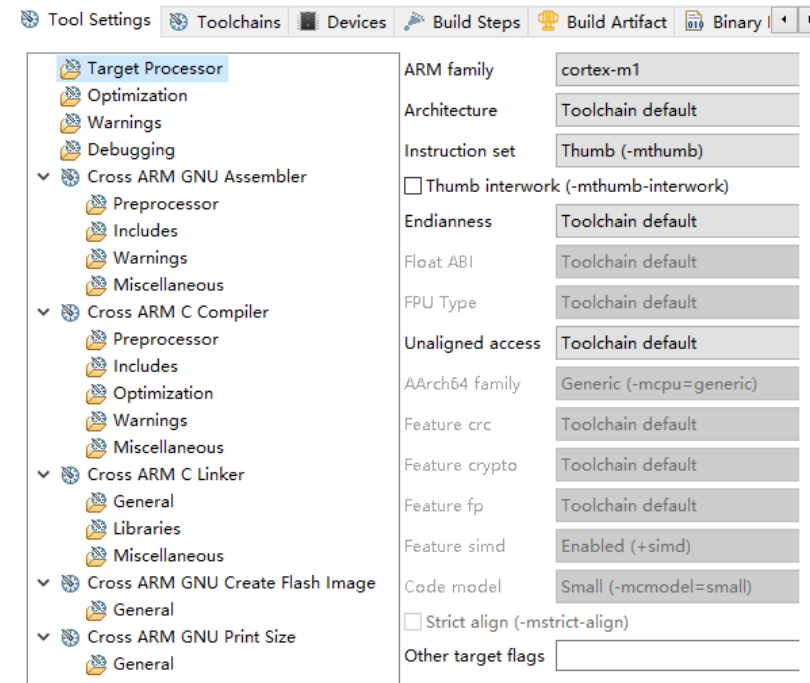 Tool Settings Toolchains Devices Build Steps Build Artifact Binary
Target Processor
Optimization
Warnings
Debugging
Cross ARM GNU Assembler
Preprocessor
Includes
Warnings
Miscellaneous
Cross ARM C Compiler
Preprocessor
Includes
Optimization
Warnings
Miscellaneous
Cross ARM C Linker
General
Libraries
Miscellaneous
Cross ARM GNU Create Flash Image
General
Cross ARM GNU Print Size
General
ARM family cortex-m1
Architecture Toolchain default
Instruction set Thumb (-mthumb)
Thumb interwork (-mthumb-interwork)
Endianness Toolchain default
Float ABI Toolchain default
FPU Type Toolchain default
Unaligned access Toolchain default
AArch64 family Generic (-mcpu=generic)
Feature crc Toolchain default
Feature crypto Toolchain default
Feature fp Toolchain default
Feature simd Enabled (+simd)
Code model Small (-mcmodel=small)
Strict align (-mstrict-align)
Other target flags